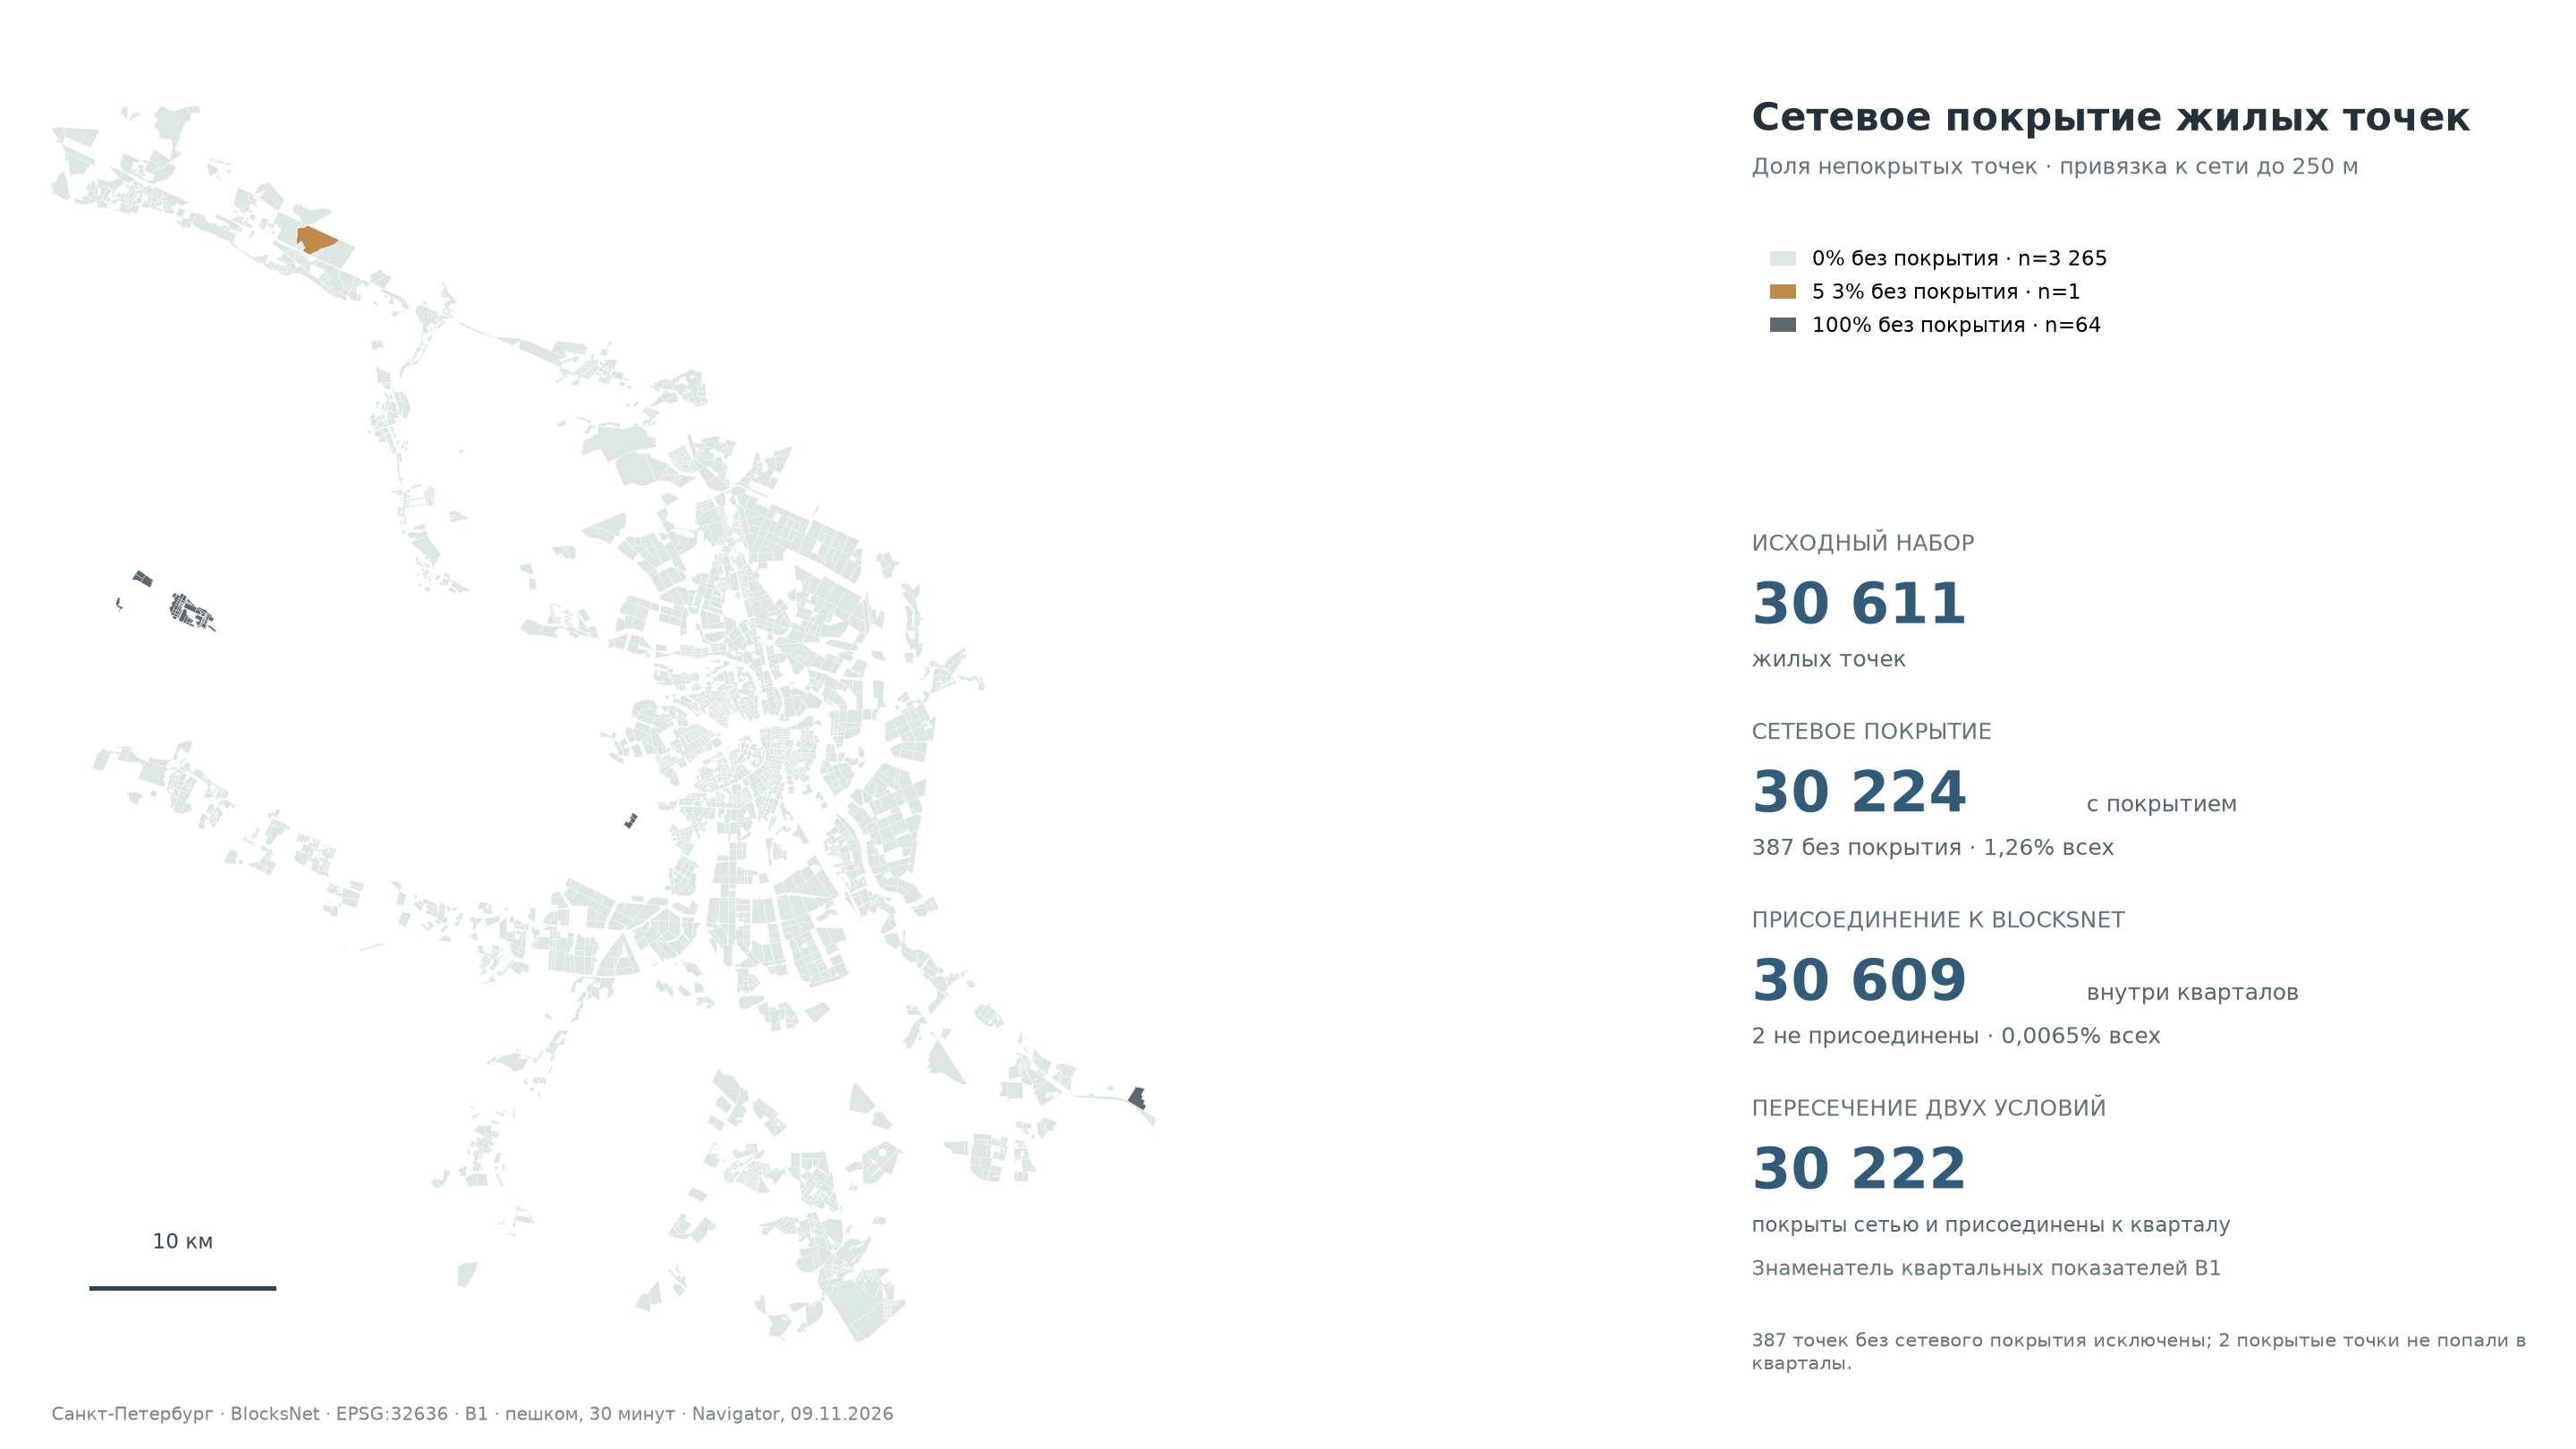 Сетевое покрытие жилых точек
Доля непокрытых точек · привязка к сети до 250 м
0% без покрытия · n=3 265
5 3% без покрытия · n=1
100% без покрытия · n=64
ИСХОДНЫЙ НАБОР
30 611
жилых точек
СЕТЕВОЕ ПОКРЫТИЕ
30 224 с покрытием
387 без покрытия · 1,26% всех
ПРИСОЕДИНЕНИЕ К BLOCKSNET
30 609 внутри кварталов
2 не присоединены · 0,0065% всех
ПЕРЕСЕЧЕНИЕ ДВУХ УСЛОВИЙ
30 222
покрыты сетью и присоединены к кварталу
Знаменатель квартальных показателей B1
387 точек без сетевого покрытия исключены; 2 покрытые точки не попали в
кварталы.
10 км
Санкт-Петербург · BlocksNet · EPSG:32636 · B1 · пешком, 30 минут · Navigator, 09.11.2026